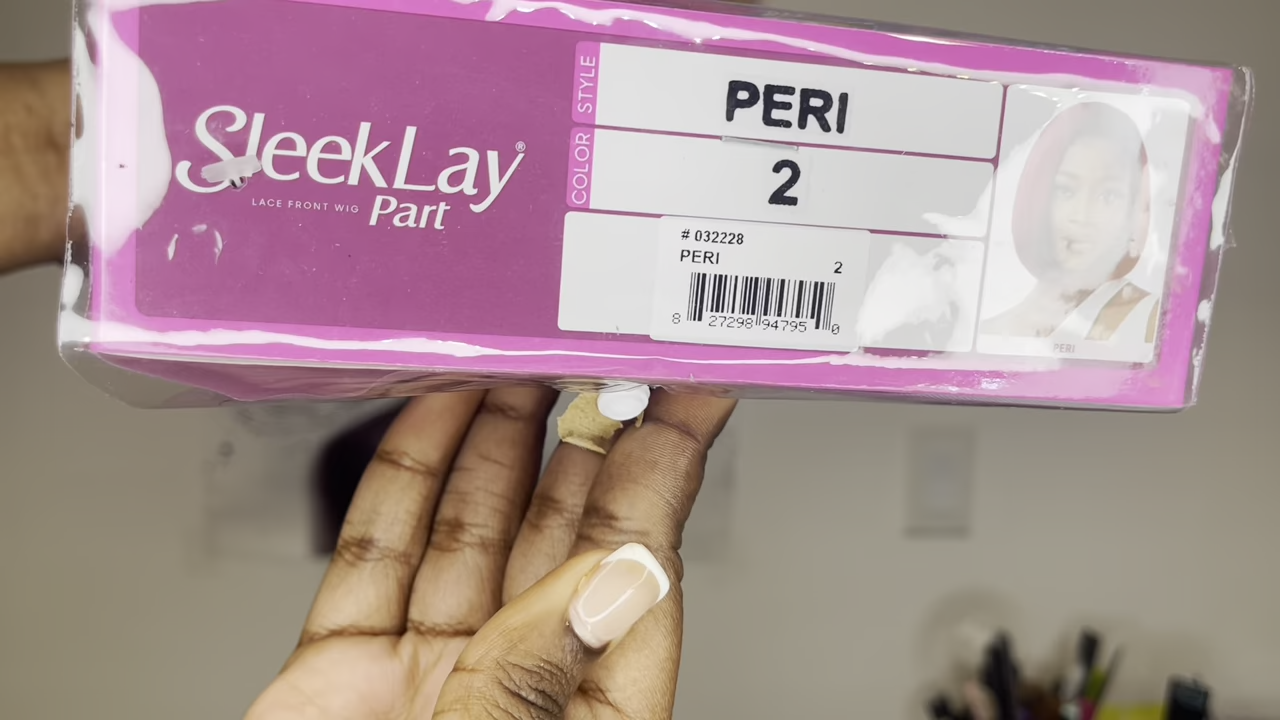 SleekLay®
LACE FRONT WIG Part
STYLE PERI
COLOR 2
# 032228
PERI 2
8 27298 94795 0
PERI